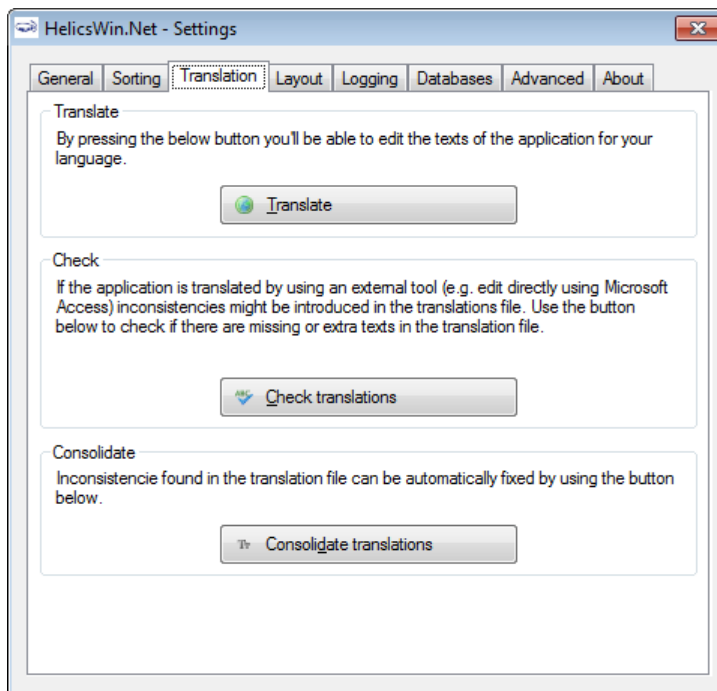 HelicsWin.Net - Settings
General Sorting Translation Layout Logging Databases Advanced About
Translate
By pressing the below button you'll be able to edit the texts of the application for your
language.
Translate
Check
If the application is translated by using an external tool (e.g. edit directly using Microsoft
Access) inconsistencies might be introduced in the translations file. Use the button
below to check if there are missing or extra texts in the translation file.
ABC Check translations
Consolidate
Inconsistencie found in the translation file can be automatically fixed by using the button
below.
Tr Consolidate translations